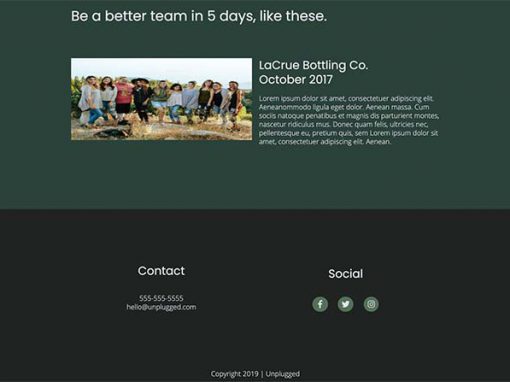 Be a better team in 5 days, like these.
LaCrue Bottling Co.
October 2017
Lorem ipsum dolor sit amet, consectetuer adipiscing elit.
Aeneanommodo ligula eget dolor. Aenean massa. Cum
sociis natoque penatibus et magnis dis parturient montes,
nascetur ridiculus mus. Donec quam felis, ultricies nec,
pellentesque eu, pretium quis, sem Lorem ipsum dolor sit
amet, consectetuer adipiscing elit. Aenean.
Contact
555-555-5555
hello@unplugged.com
Social
Copyright 2019 | Unplugged